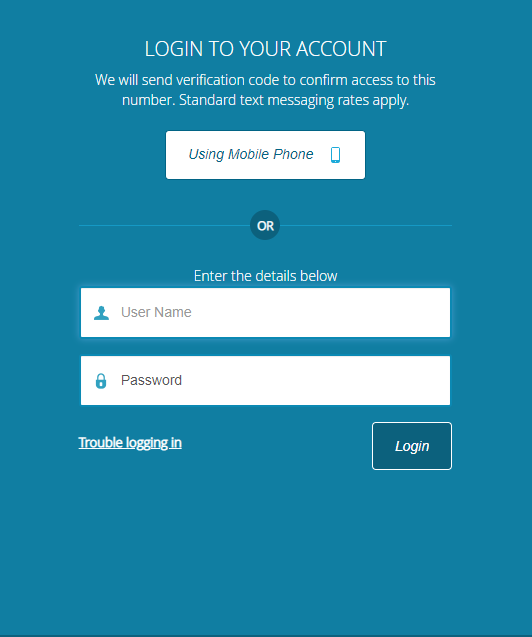 LOGIN TO YOUR ACCOUNT
We will send verification code to confirm access to this
number. Standard text messaging rates apply.
Using Mobile Phone
OR
Enter the details below
User Name
Password
Trouble logging in
Login